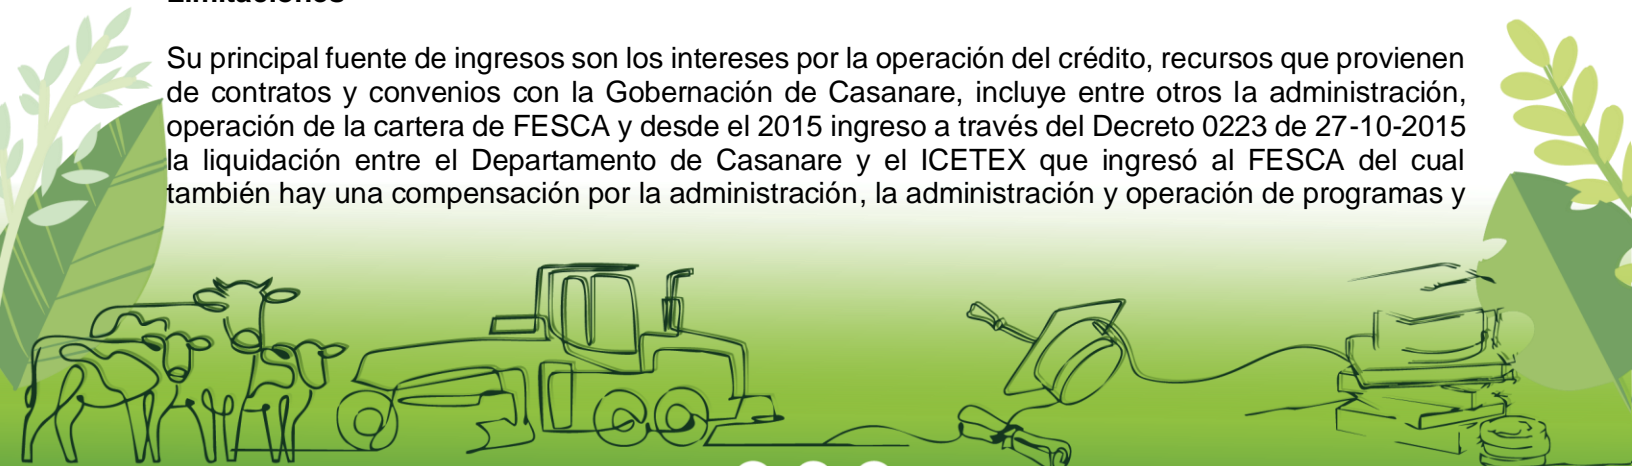 Limitaciones
Su principal fuente de ingresos son los intereses por la operación del crédito, recursos que provienen
de contratos y convenios con la Gobernación de Casanare, incluye entre otros la administración,
operación de la cartera de FESCA y desde el 2015 ingreso a través del Decreto 0223 de 27-10-2015
la liquidación entre el Departamento de Casanare y el ICETEX que ingresó al FESCA del cual
también hay una compensación por la administración, la administración y operación de programas y